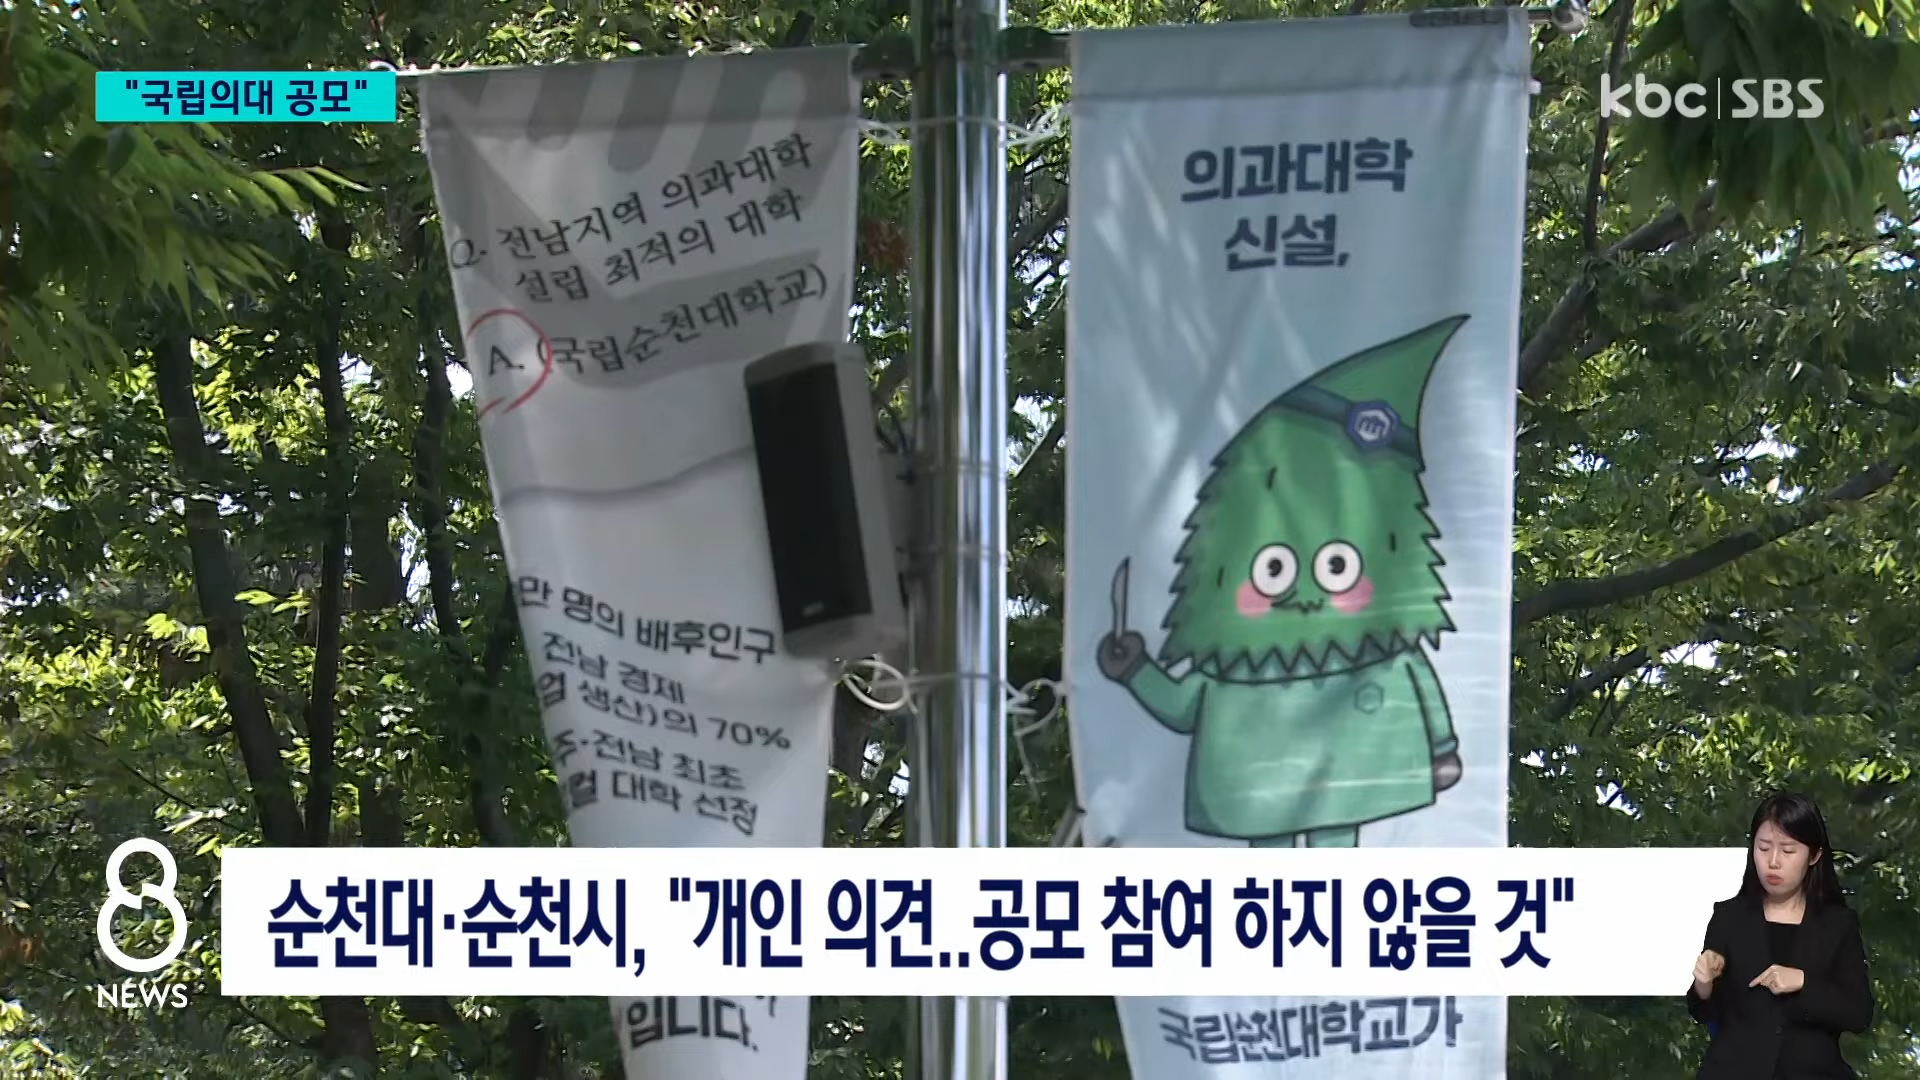 "국립의대 공모"
kbc SBS
Q. 전남지역 의과대학
설립 최적의 대학
A. (국립순천대학교)
만 명의 배후인구
전남 경제
업 생산)의 70%
전남 최초
컬 대학 선정
입니다.
의과대학
신설,
국립순천대학교가
8
NEWS
순천대·순천시, "개인 의견..공모 참여 하지 않을 것"